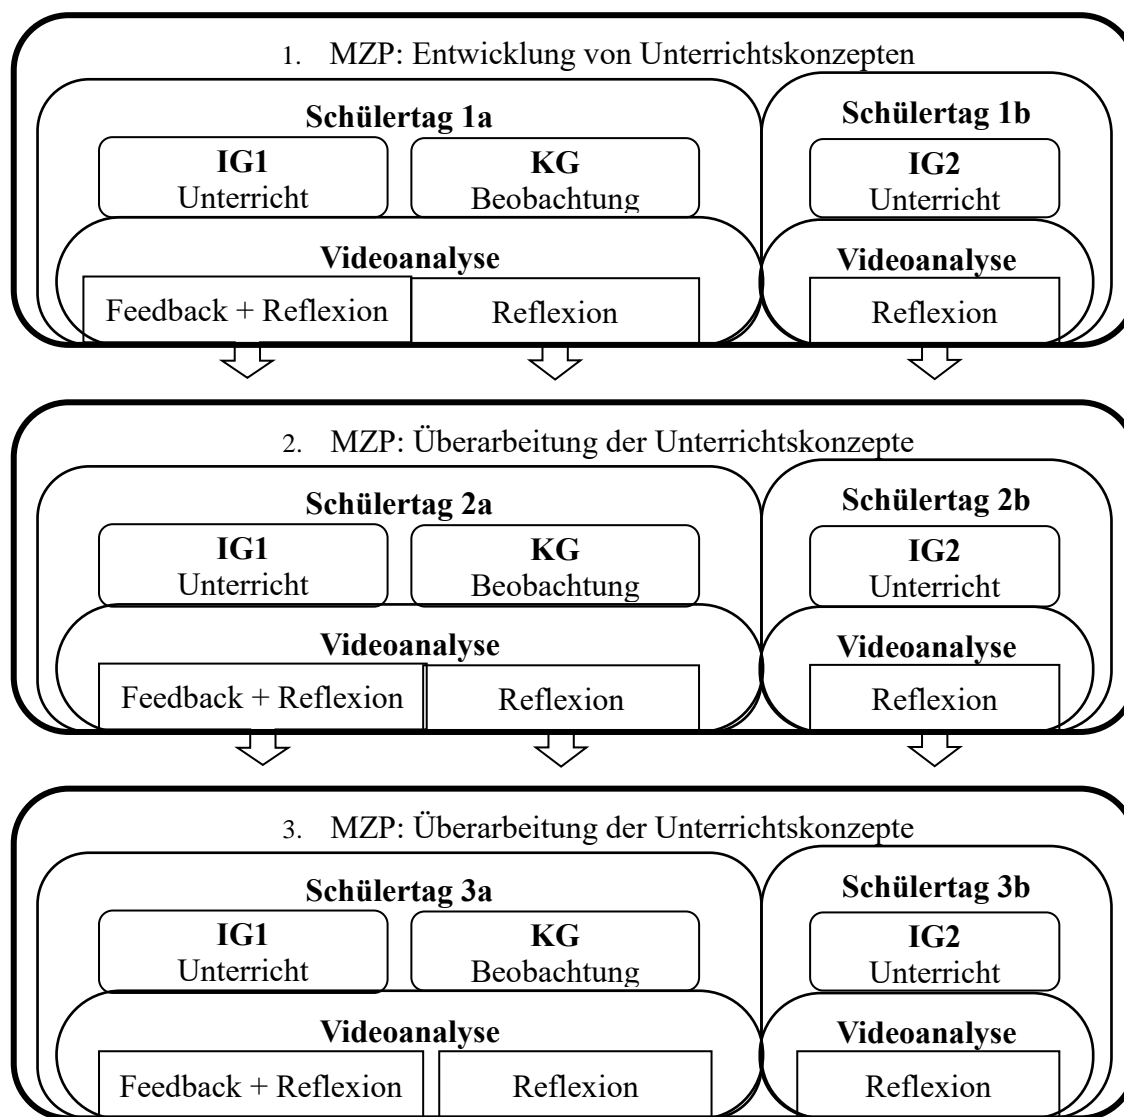 1. MZP: Entwicklung von Unterrichtskonzepten
Schülertag 1a
IG1
Unterricht
KG
Beobachtung
Videoanalyse
Feedback + Reflexion
Reflexion
Schülertag 1b
IG2
Unterricht
Videoanalyse
Reflexion
2. MZP: Überarbeitung der Unterrichtskonzepte
Schülertag 2a
IG1
Unterricht
KG
Beobachtung
Videoanalyse
Feedback + Reflexion
Reflexion
Schülertag 2b
IG2
Unterricht
Videoanalyse
Reflexion
3. MZP: Überarbeitung der Unterrichtskonzepte
Schülertag 3a
IG1
Unterricht
KG
Beobachtung
Videoanalyse
Feedback + Reflexion
Reflexion
Schülertag 3b
IG2
Unterricht
Videoanalyse
Reflexion